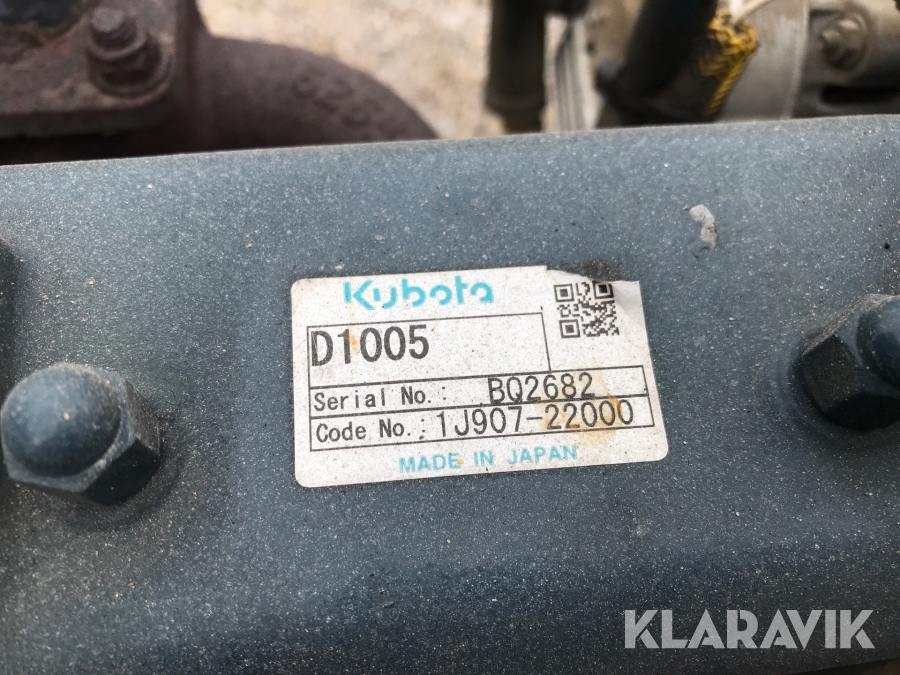 Kubota
D1005
Serial No.: BQ2682
Code No.: 1J907-22000
MADE IN JAPAN
KLARAVIK